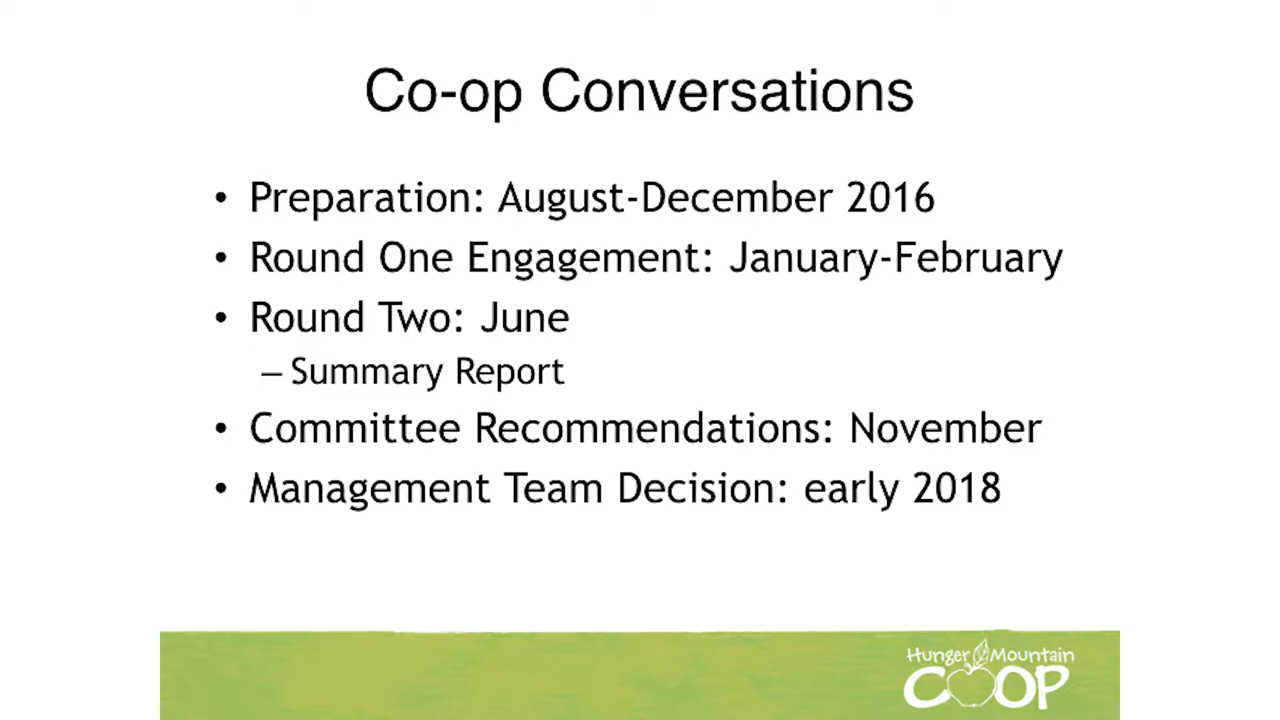 Co-op Conversations
• Preparation: August-December 2016
• Round One Engagement: January-February
• Round Two: June
– Summary Report
• Committee Recommendations: November
• Management Team Decision: early 2018
Hunger Mountain
COOP